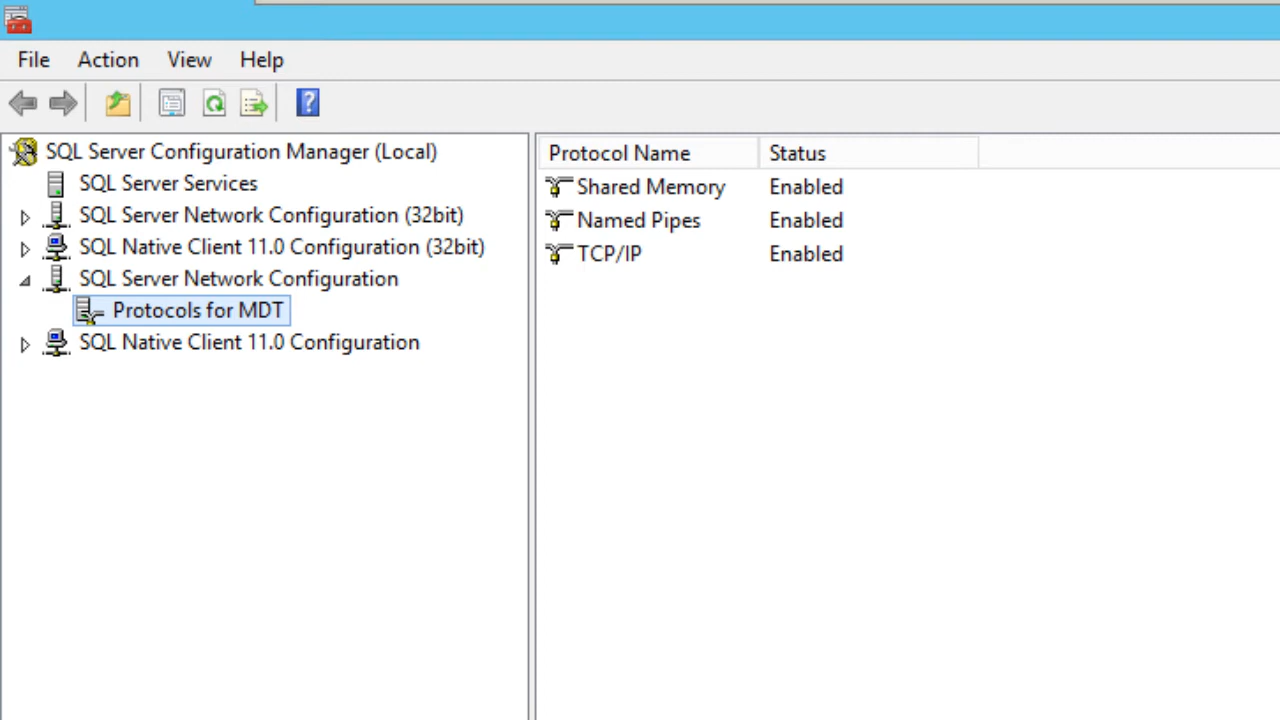 File Action View Help
SQL Server Configuration Manager (Local)
SQL Server Services
SQL Server Network Configuration (32bit)
SQL Native Client 11.0 Configuration (32bit)
SQL Server Network Configuration
Protocols for MDT
SQL Native Client 11.0 Configuration
Protocol Name Status
Shared Memory Enabled
Named Pipes Enabled
TCP/IP Enabled